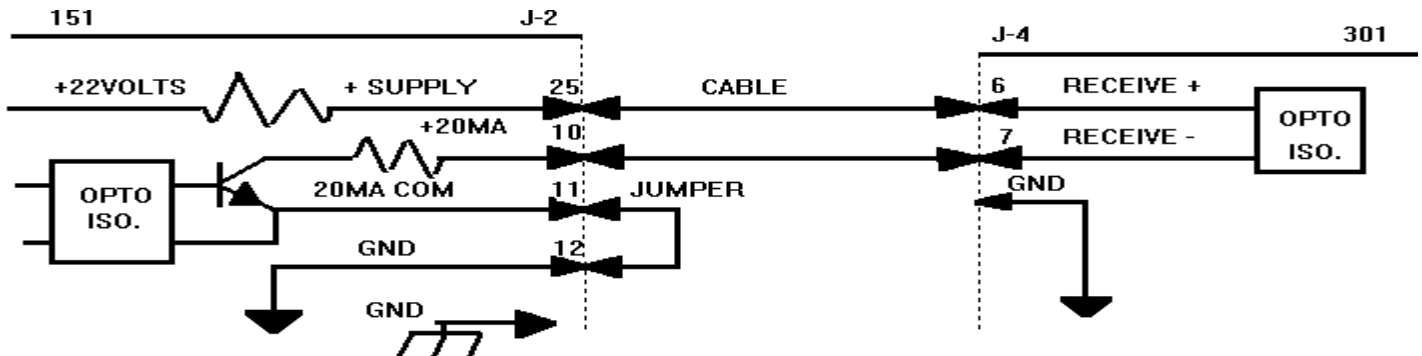 151 J-2 J-4 301
+22VOLTS + SUPPLY 25 CABLE 6 RECEIVE +
+20MA 10 7 RECEIVE - OPTO
ISO.
OPTO
ISO. 20MA COM 11 JUMPER GND
GND 12
GND